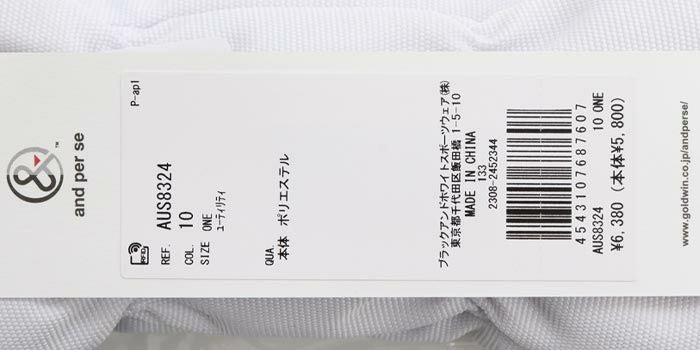 and per se
™
P-ap1
RFID
REF. AUS8324
COL. 10
SIZE ONE
ユーティリティ
QUA.
本体 ポリエステル
ブラックアンドホワイトスポーツウェア(株)
東京都千代田区飯田橋 1-5-10
MADE IN CHINA
133
2308-2452344
4543107687607
AUS8324 10 ONE
¥6,380 (本体¥5,800)
www.goldwin.co.jp/andperse/